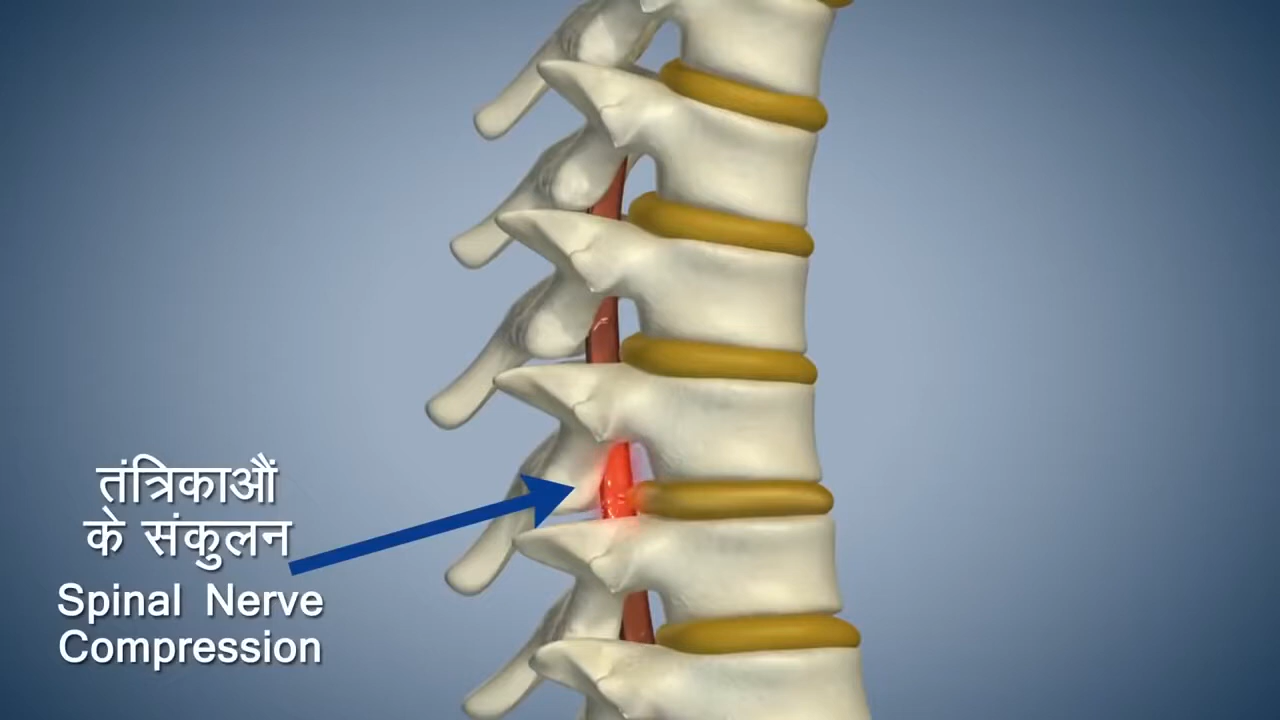 तंत्रिकाओं
के संकुलन
Spinal Nerve
Compression